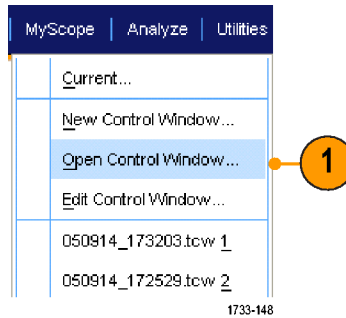 MyScope | Analyze | Utilities
Current...
New Control Window...
Open Control Window...
1
Edit Control Window...
050914_173203.tcw 1
050914_172529.tcw 2
1733-148